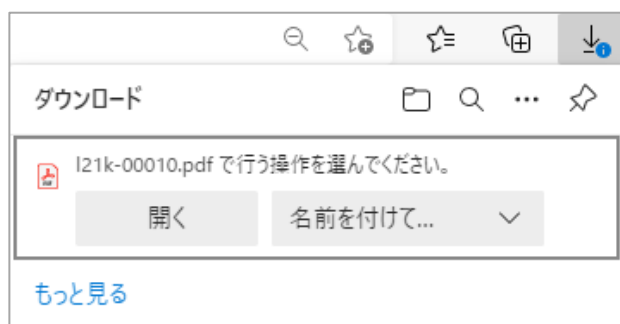 ダウンロード
l21k-00010.pdf で行う操作を選んでください。
開く
名前を付けて...
もっと見る